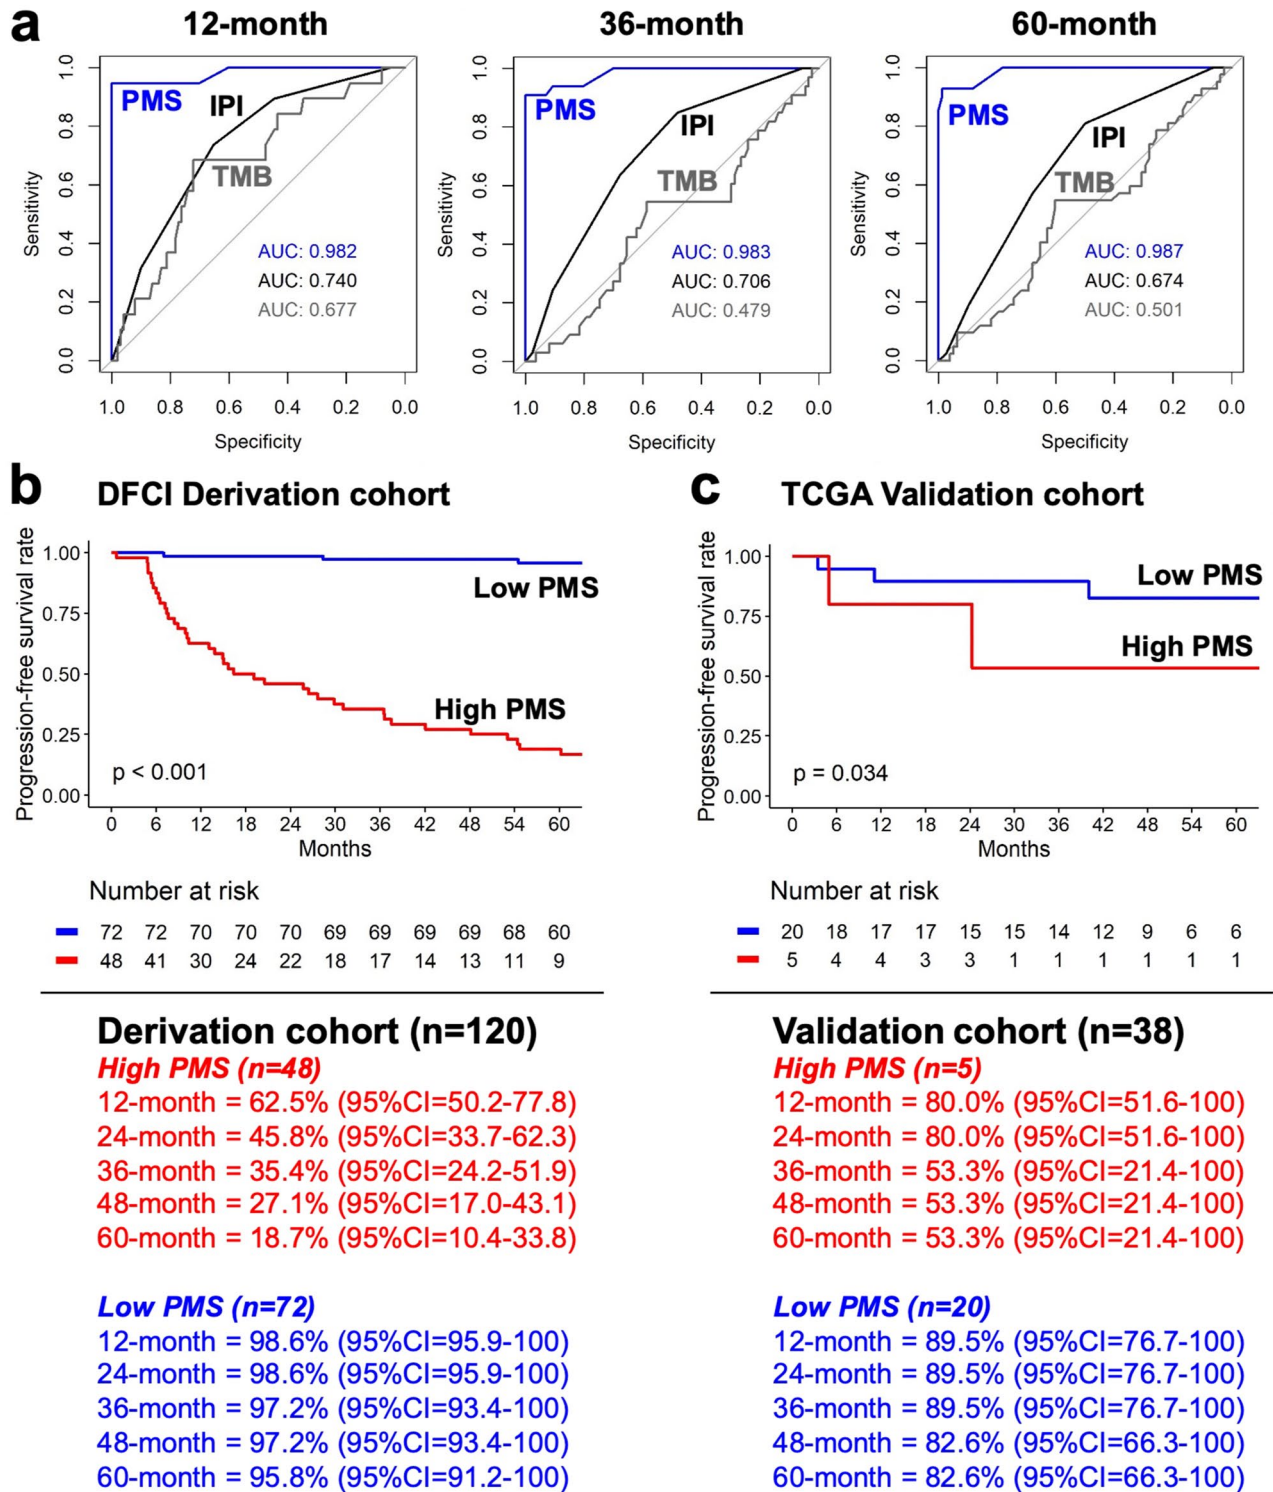 a
12-month
36-month
60-month
Sensitivity
0.0 0.2 0.4 0.6 0.8 1.0
PMS
IPI
TMB
AUC: 0.982
AUC: 0.740
AUC: 0.677
1.0 0.8 0.6 0.4 0.2 0.0
Specificity
Sensitivity
0.0 0.2 0.4 0.6 0.8 1.0
PMS
IPI
TMB
AUC: 0.983
AUC: 0.706
AUC: 0.479
1.0 0.8 0.6 0.4 0.2 0.0
Specificity
Sensitivity
0.0 0.2 0.4 0.6 0.8 1.0
PMS
IPI
TMB
AUC: 0.987
AUC: 0.674
AUC: 0.501
1.0 0.8 0.6 0.4 0.2 0.0
Specificity
b
DFCI Derivation cohort
Progression-free survival rate
1.00
0.75
0.50
0.25
0.00
Low PMS
High PMS
p < 0.001
0 6 12 18 24 30 36 42 48 54 60
Months
Number at risk
72 72 70 70 70 69 69 69 69 68 60
48 41 30 24 22 18 17 14 13 11 9
c
TCGA Validation cohort
Progression-free survival rate
1.00
0.75
0.50
0.25
0.00
Low PMS
High PMS
p = 0.034
0 6 12 18 24 30 36 42 48 54 60
Months
Number at risk
20 18 17 17 15 15 14 12 9 6 6
5 4 4 3 3 1 1 1 1 1 1
Derivation cohort (n=120)
High PMS (n=48)
12-month = 62.5% (95%CI=50.2-77.8)
24-month = 45.8% (95%CI=33.7-62.3)
36-month = 35.4% (95%CI=24.2-51.9)
48-month = 27.1% (95%CI=17.0-43.1)
60-month = 18.7% (95%CI=10.4-33.8)
Low PMS (n=72)
12-month = 98.6% (95%CI=95.9-100)
24-month = 98.6% (95%CI=95.9-100)
36-month = 97.2% (95%CI=93.4-100)
48-month = 97.2% (95%CI=93.4-100)
60-month = 95.8% (95%CI=91.2-100)
Validation cohort (n=38)
High PMS (n=5)
12-month = 80.0% (95%CI=51.6-100)
24-month = 80.0% (95%CI=51.6-100)
36-month = 53.3% (95%CI=21.4-100)
48-month = 53.3% (95%CI=21.4-100)
60-month = 53.3% (95%CI=21.4-100)
Low PMS (n=20)
12-month = 89.5% (95%CI=76.7-100)
24-month = 89.5% (95%CI=76.7-100)
36-month = 89.5% (95%CI=76.7-100)
48-month = 82.6% (95%CI=66.3-100)
60-month = 82.6% (95%CI=66.3-100)